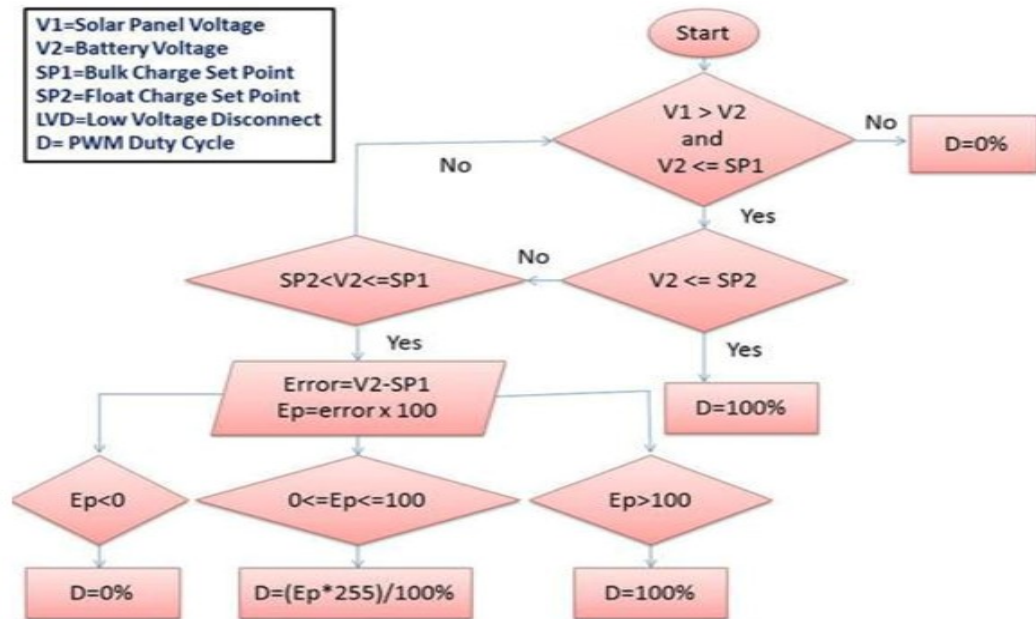 V1=Solar Panel Voltage
V2=Battery Voltage
SP1=Bulk Charge Set Point
SP2=Float Charge Set Point
LVD=Low Voltage Disconnect
D= PWM Duty Cycle
Start
V1 > V2
and
V2 <= SP1
No
D=0%
No
Yes
SP2<V2<=SP1
No
V2 <= SP2
Yes
Yes
Error=V2-SP1
Ep=error x 100
D=100%
Ep<0
0<=Ep<=100
Ep>100
D=0%
D=(Ep*255)/100%
D=100%